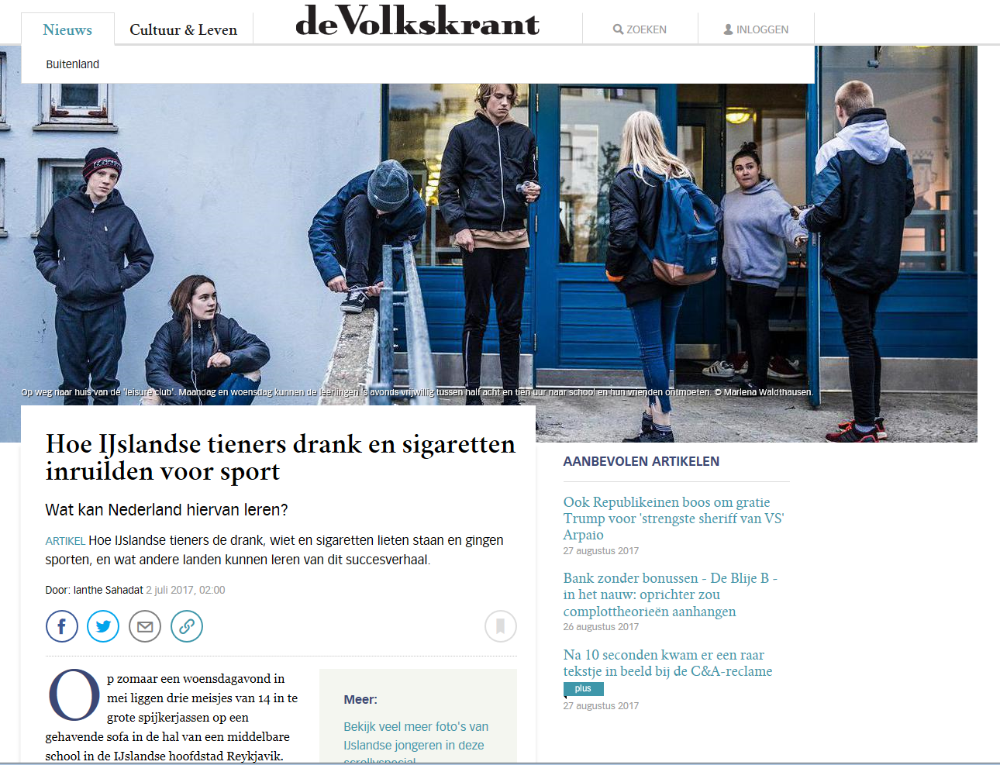 Nieuws
Cultuur & Leven
deVolkskrant
ZOEKEN
INLOGGEN
Buitenland
Op weg naar huis van de 'leisure club'. Maandag en woensdag kunnen de leerlingen 's avonds vrijwillig tussen half acht en tien uur naar school en hun vrienden ontmoeten. © Marlena Waldthausen.
Hoe IJslandse tieners drank en sigaretten
inruilden voor sport
Wat kan Nederland hiervan leren?
ARTIKEL Hoe IJslandse tieners de drank, wiet en sigaretten lieten staan en gingen
sporten, en wat andere landen kunnen leren van dit succesverhaal.
Door: Ianthe Sahadat 2 juli 2017, 02:00
Op zomaar een woensdagavond in
mei liggen drie meisjes van 14 in te
grote spijkerjassen op een
gehavende sofa in de hal van een middelbare
school in de IJslandse hoofdstad Reykjavik.
Meer:
Bekijk veel meer foto's van
IJslandse jongeren in deze
scrollyspecial
AANBEVOLEN ARTIKELEN
Ook Republikeinen boos om gratie
Trump voor 'strengste sheriff van VS'
Arpaio
27 augustus 2017
Bank zonder bonussen - De Blije B -
in het nauw: oprichter zou
complottheorieën aanhangen
26 augustus 2017
Na 10 seconden kwam er een raar
tekstje in beeld bij de C&A-reclame
plus
27 augustus 2017